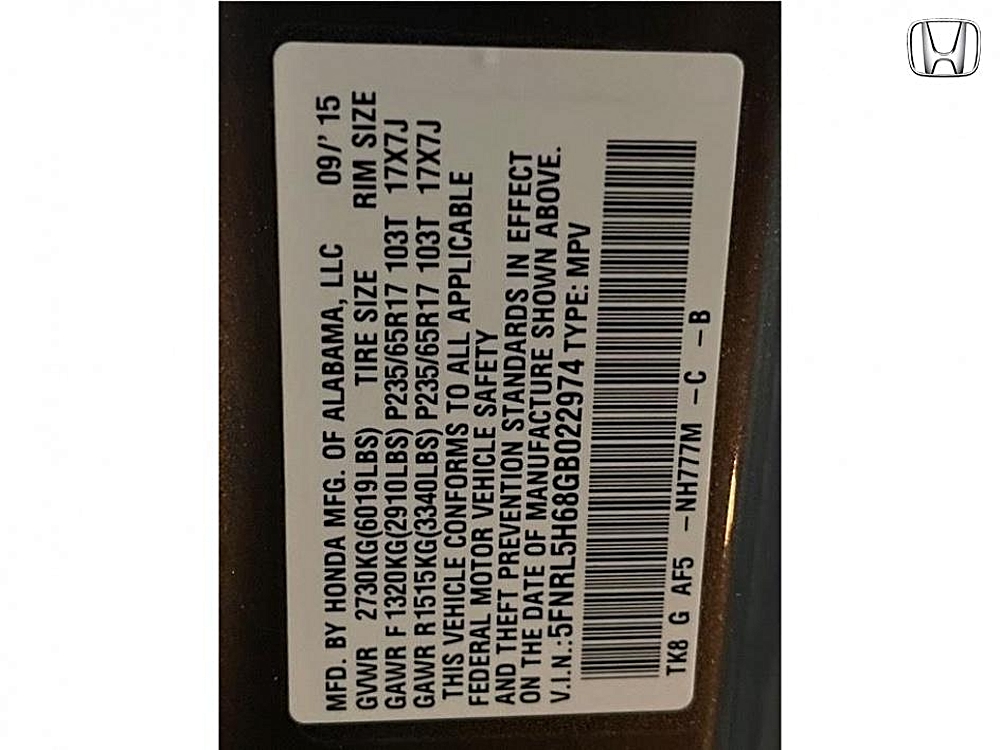 MFD. BY HONDA MFG. OF ALABAMA, LLC 09/' 15
GVWR 2730KG(6019LBS) TIRE SIZE RIM SIZE
GAWR F 1320KG(2910LBS) P235/65R17 103T 17X7J
GAWR R 1515KG(3340LBS) P235/65R17 103T 17X7J
THIS VEHICLE CONFORMS TO ALL APPLICABLE
FEDERAL MOTOR VEHICLE SAFETY
AND THEFT PREVENTION STANDARDS IN EFFECT
ON THE DATE OF MANUFACTURE SHOWN ABOVE.
V.I.N.:5FNRL5H68GB022974 TYPE: MPV
TK8 G AF5 -NH777M -C -B